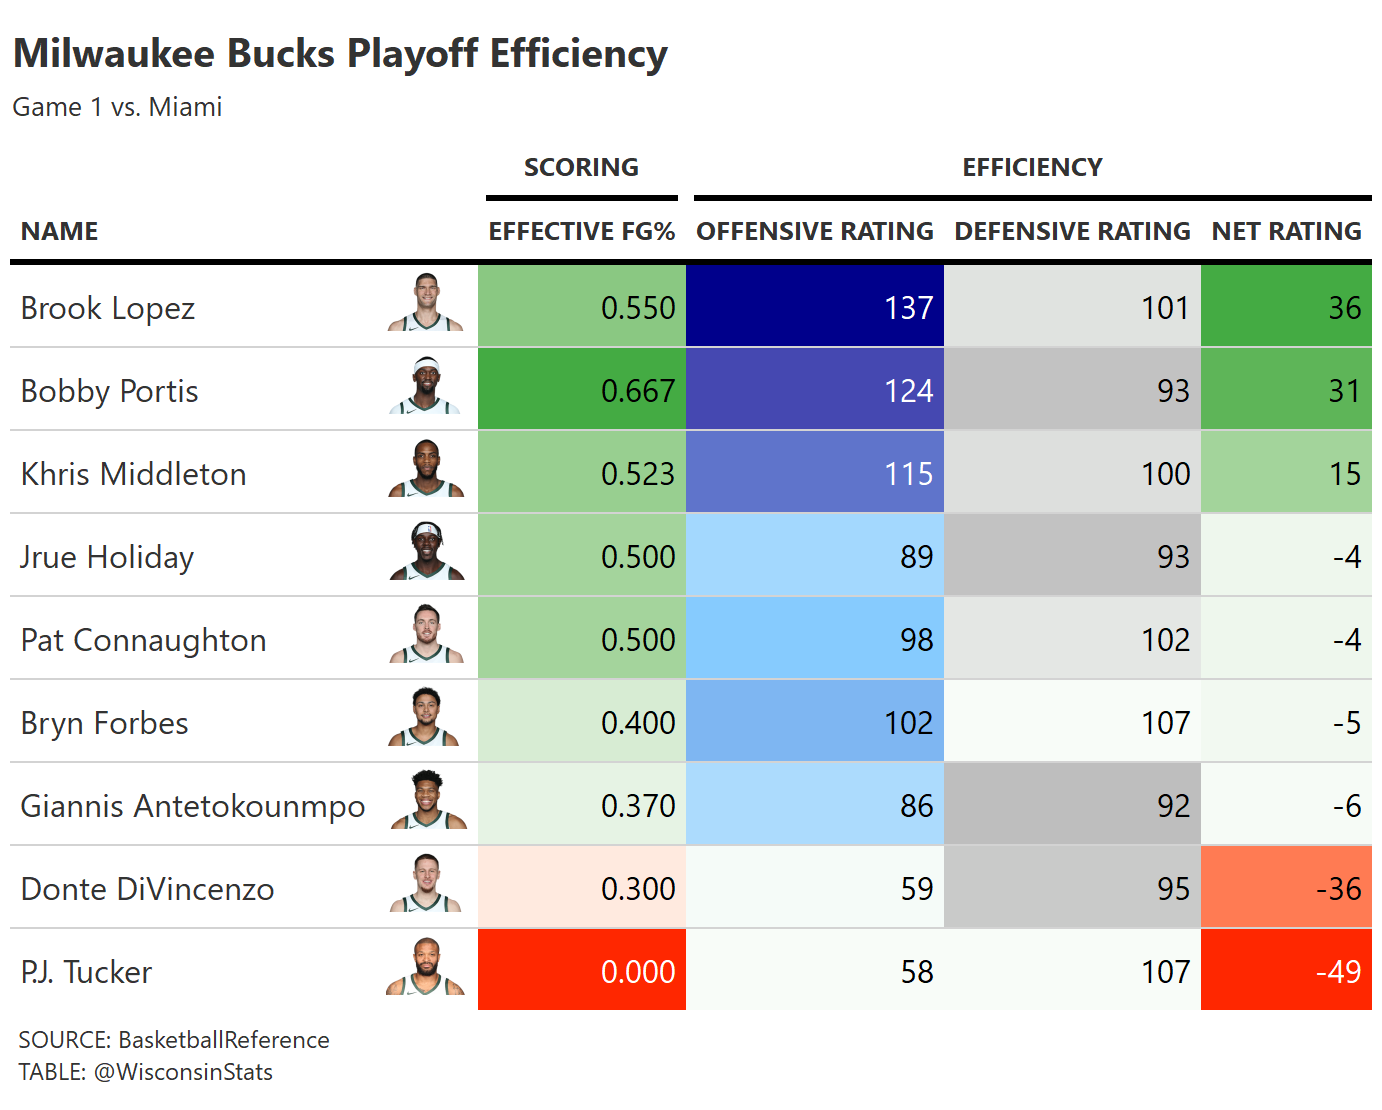 Milwaukee Bucks Playoff Efficiency
Game 1 vs. Miami
SCORING EFFICIENCY
NAME EFFECTIVE FG% OFFENSIVE RATING DEFENSIVE RATING NET RATING
Brook Lopez 0.550 137 101 36
Bobby Portis 0.667 124 93 31
Khris Middleton 0.523 115 100 15
Jrue Holiday 0.500 89 93 -4
Pat Connaughton 0.500 98 102 -4
Bryn Forbes 0.400 102 107 -5
Giannis Antetokounmpo 0.370 86 92 -6
Donte DiVincenzo 0.300 59 95 -36
P.J. Tucker 0.000 58 107 -49
SOURCE: BasketballReference
TABLE: @WisconsinStats